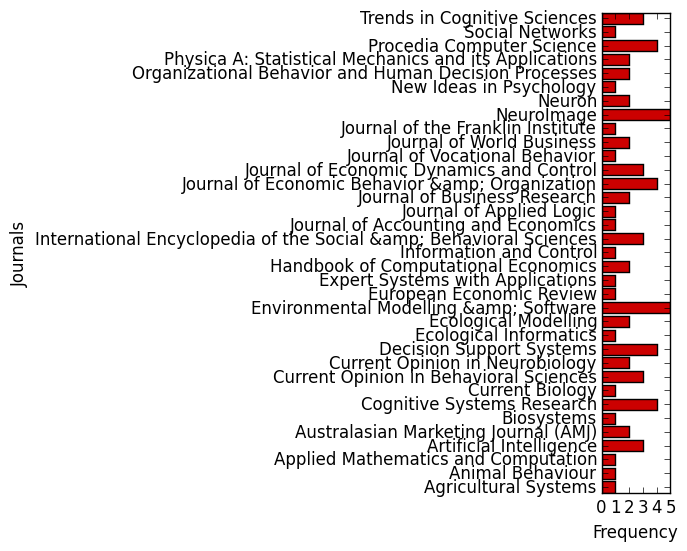 Trends in Cognitive Sciences
Social Networks
Procedia Computer Science
Physica A: Statistical Mechanics and its Applications
Organizational Behavior and Human Decision Processes
New Ideas in Psychology
Neuron
NeuroImage
Journal of the Franklin Institute
Journal of World Business
Journal of Vocational Behavior
Journal of Economic Dynamics and Control
Journal of Economic Behavior &amp; Organization
Journal of Business Research
Journal of Applied Logic
Journal of Accounting and Economics
International Encyclopedia of the Social &amp; Behavioral Sciences
Information and Control
Handbook of Computational Economics
Expert Systems with Applications
European Economic Review
Environmental Modelling &amp; Software
Ecological Modelling
Ecological Informatics
Decision Support Systems
Current Opinion in Neurobiology
Current Opinion In Behavioral Sciences
Current Biology
Cognitive Systems Research
Biosystems
Australasian Marketing Journal (AMJ)
Artificial Intelligence
Applied Mathematics and Computation
Animal Behaviour
Agricultural Systems
Journals
0 1 2 3 4 5
Frequency